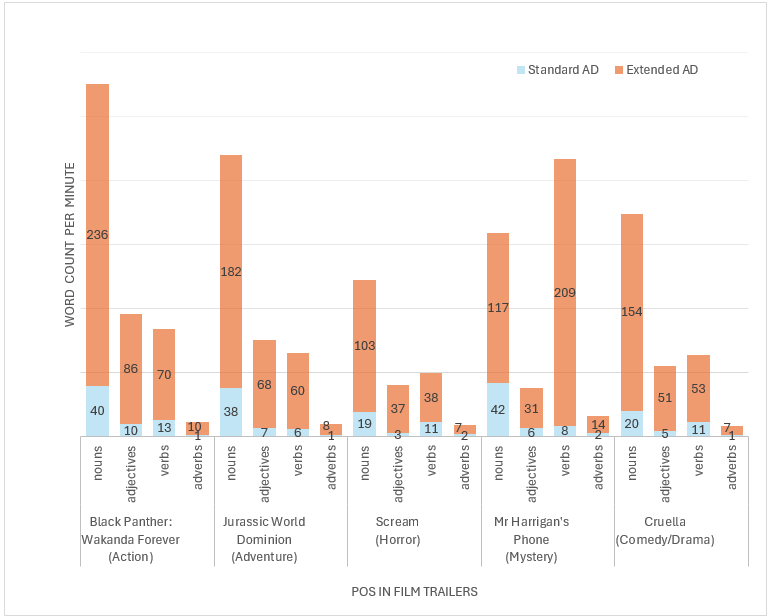 Standard AD Extended AD
WORD COUNT PER MINUTE
236 86 70 10
40 10 13 1
182 68 60 8
38 7 6 1
103 37 38 7
19 3 11 2
117 31 209 14
42 6 8 2
154 51 53 7
20 5 11 1
nouns adjectives verbs adverbs nouns adjectives verbs adverbs nouns adjectives verbs adverbs nouns adjectives verbs adverbs nouns adjectives verbs adverbs
Black Panther:
Wakanda Forever
(Action)
Jurassic World
Dominion
(Adventure)
Scream
(Horror)
Mr Harrigan's
Phone
(Mystery)
Cruella
(Comedy/Drama)
POS IN FILM TRAILERS